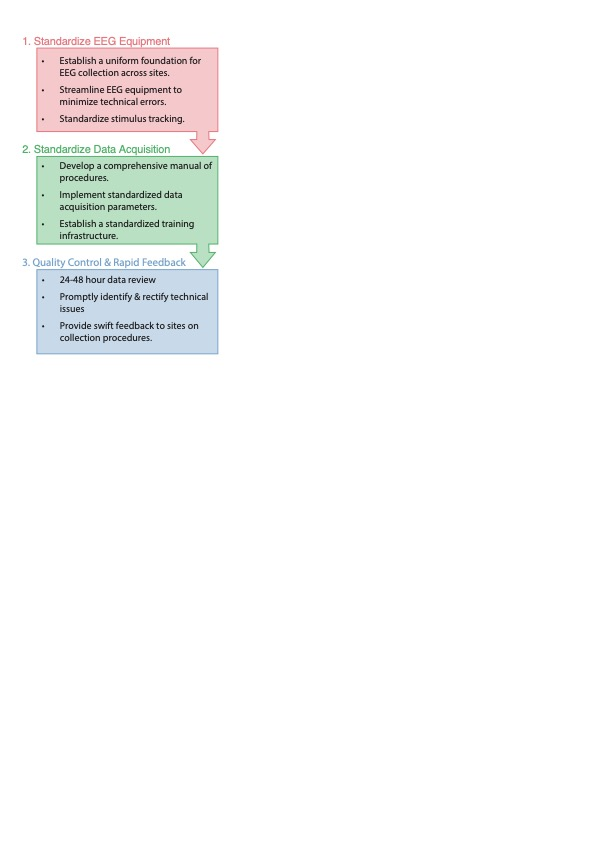 1. Standardize EEG Equipment
• Establish a uniform foundation for
EEG collection across sites.
• Streamline EEG equipment to
minimize technical errors.
• Standardize stimulus tracking.
2. Standardize Data Acquisition
• Develop a comprehensive manual of
procedures.
• Implement standardized data
acquisition parameters.
• Establish a standardized training
infrastructure.
3. Quality Control & Rapid Feedback
• 24-48 hour data review
• Promptly identify & rectify technical
issues
• Provide swift feedback to sites on
collection procedures.